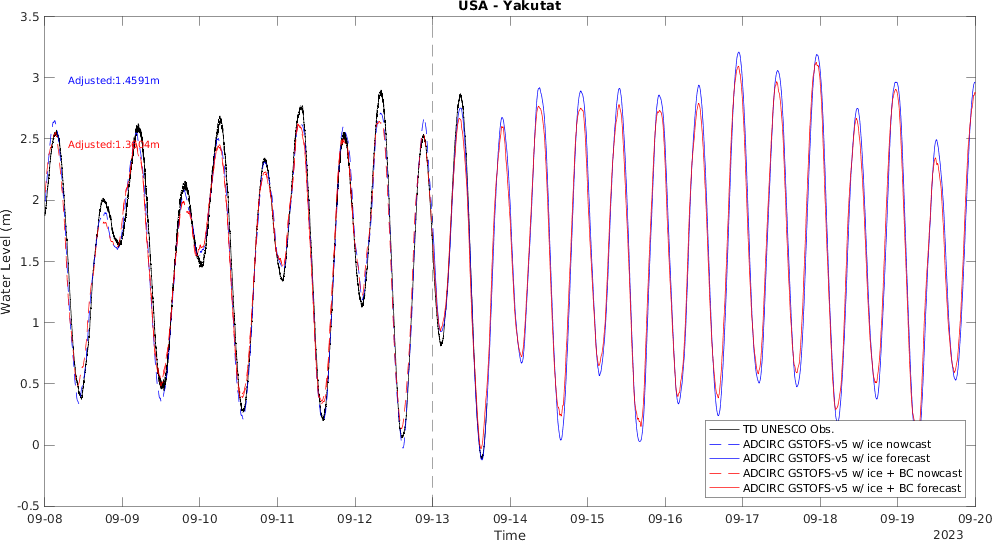 USA - Yakutat
3.5
3
2.5
2
1.5
1
0.5
0
-0.5
Water Level (m)
Adjusted:1.4591m
TD UNESCO Obs.
ADCIRC GSTOFS-v5 w/ ice nowcast
ADCIRC GSTOFS-v5 w/ ice forecast
ADCIRC GSTOFS-v5 w/ ice + BC nowcast
ADCIRC GSTOFS-v5 w/ ice + BC forecast
09-08 09-09 09-10 09-11 09-12 09-13 09-14 09-15 09-16 09-17 09-18 09-19 09-20
Time
2023